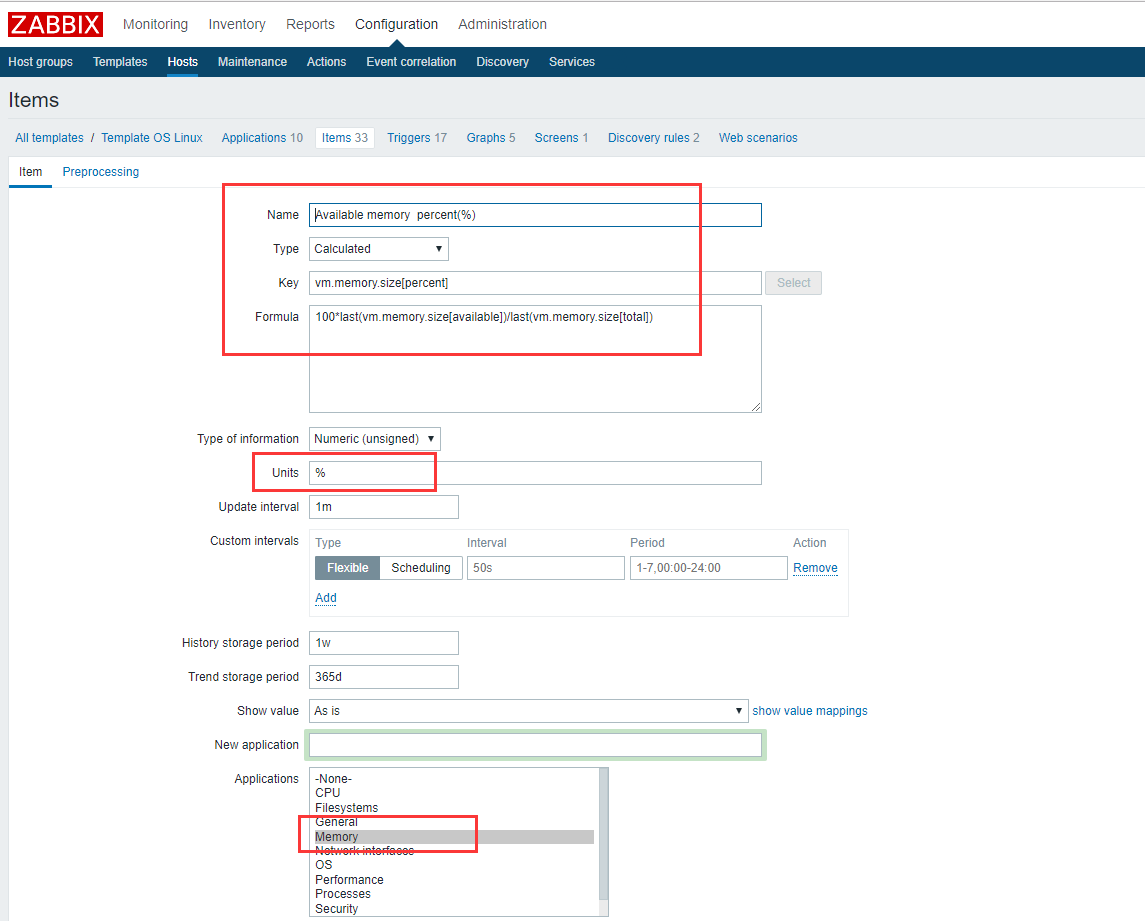 ZABBIX Monitoring Inventory Reports Configuration Administration
Host groups Templates Hosts Maintenance Actions Event correlation Discovery Services
Items
All templates / Template OS Linux Applications 10 Items 33 Triggers 17 Graphs 5 Screens 1 Discovery rules 2 Web scenarios
Item Preprocessing
Name Available memory  percent(%)
Type Calculated
Key vm.memory.size[percent] Select
Formula 100*last(vm.memory.size[available])/last(vm.memory.size[total])
Type of information Numeric (unsigned)
Units %
Update interval 1m
Custom intervals Type Interval Period Action
Flexible Scheduling 50s 1-7,00:00-24:00 Remove
Add
History storage period 1w
Trend storage period 365d
Show value As is show value mappings
New application
Applications -None-
CPU
Filesystems
General
Memory
Network interfaces
OS
Performance
Processes
Security